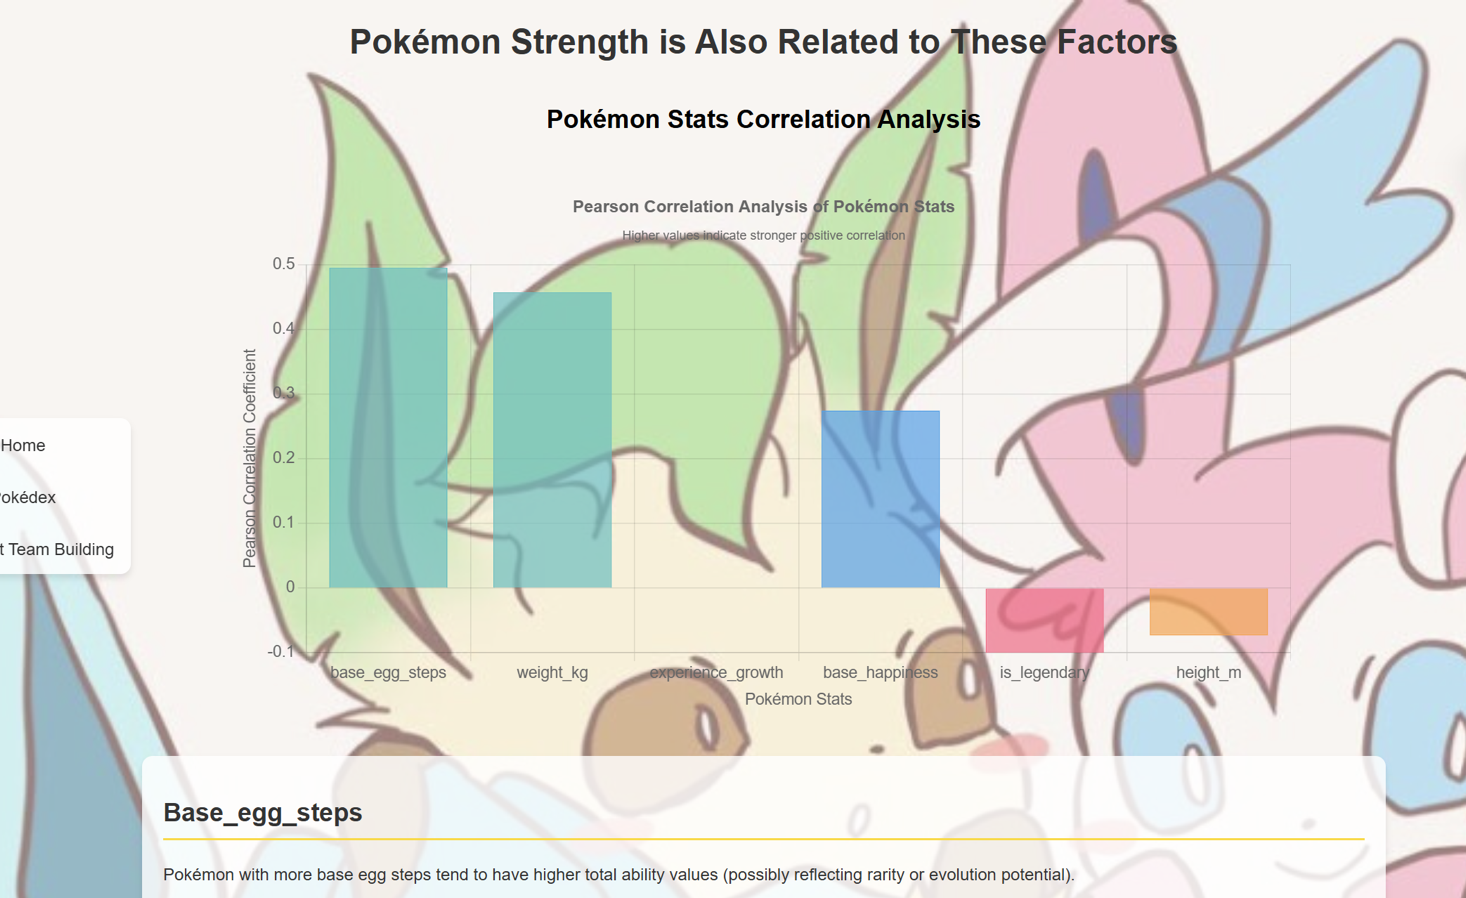 Pokémon Strength is Also Related to These Factors
Pokémon Stats Correlation Analysis
Pearson Correlation Analysis of Pokémon Stats
Higher values indicate stronger positive correlation
0.5
0.4
0.3
0.2
0.1
0
-0.1
Pearson Correlation Coefficient
base_egg_steps
weight_kg
experience_growth
base_happiness
is_legendary
height_m
Pokémon Stats
Home
okédex
t Team Building
Base_egg_steps
Pokémon with more base egg steps tend to have higher total ability values (possibly reflecting rarity or evolution potential).